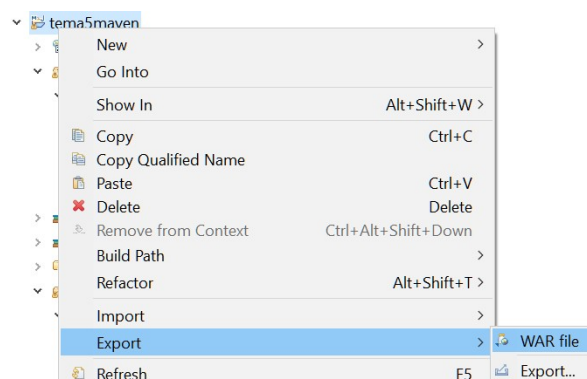 tema5maven
New
Go Into
Show In Alt+Shift+W >
Copy Ctrl+C
Copy Qualified Name
Paste Ctrl+V
Delete Delete
Remove from Context Ctrl+Alt+Shift+Down
Build Path
Refactor Alt+Shift+T >
Import
Export
WAR file
Refresh F5
Export...